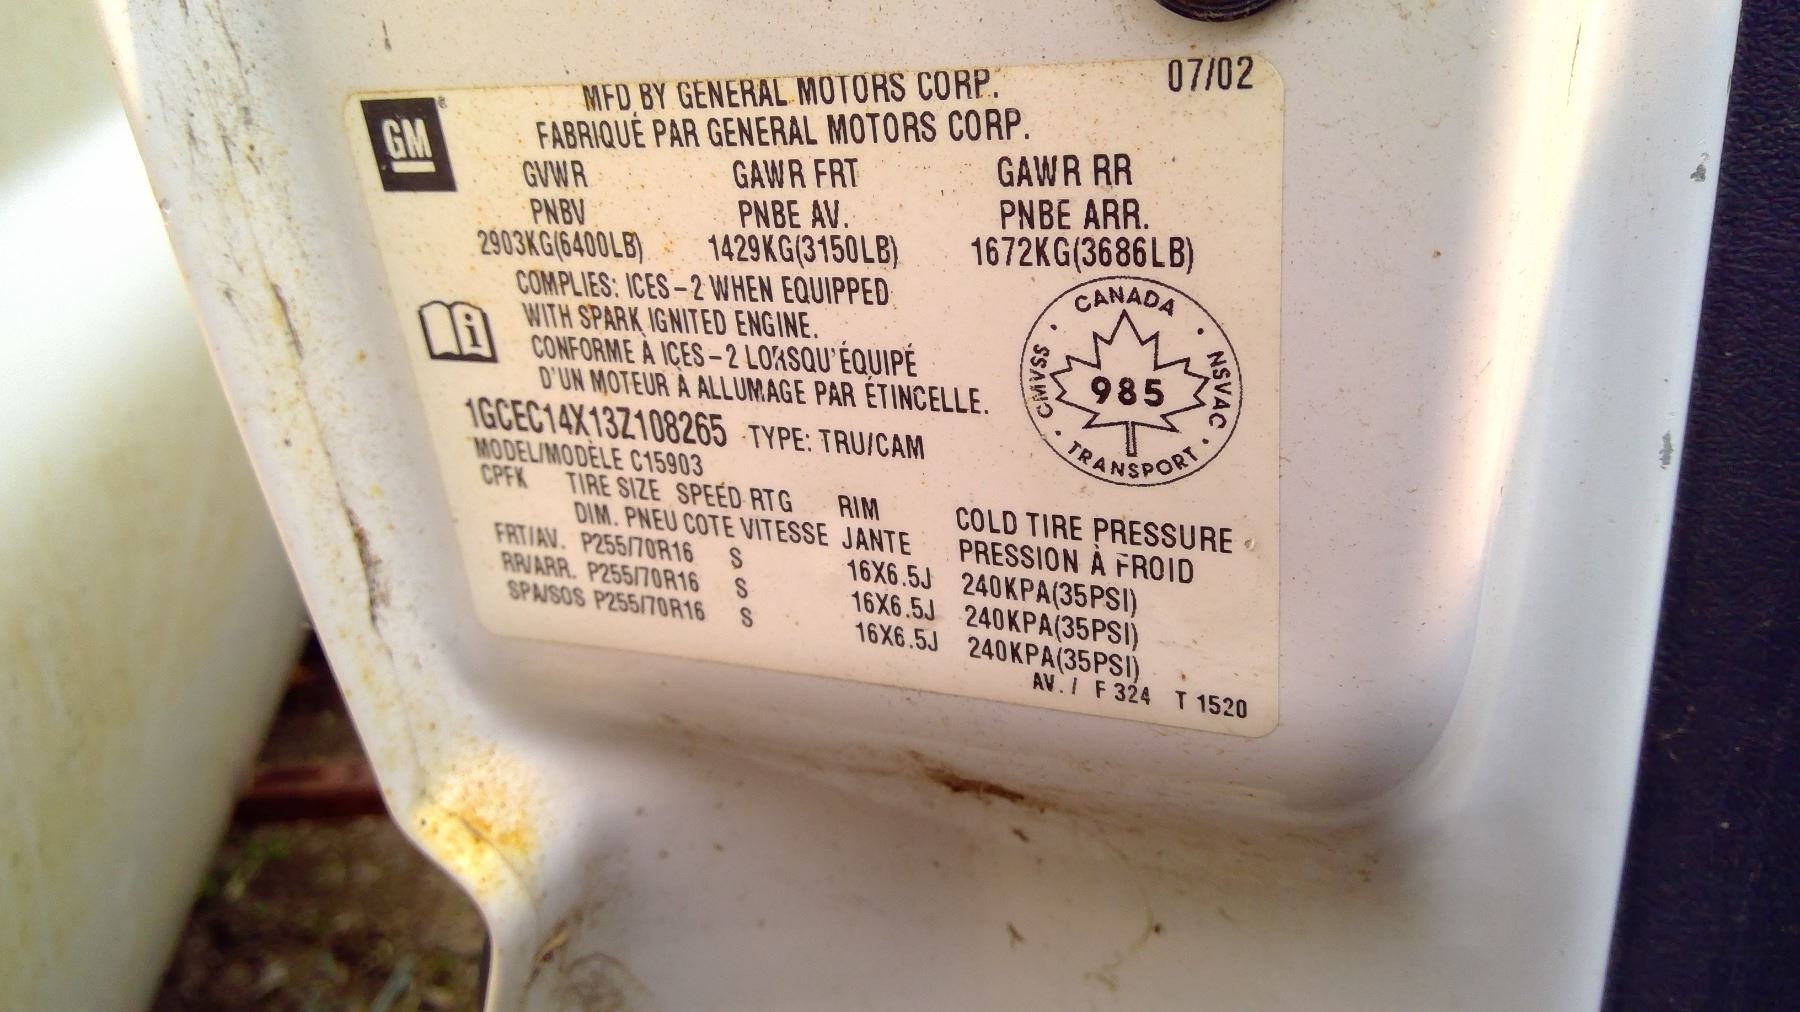 MFD BY GENERAL MOTORS CORP. 07/02
GM
FABRIQUÉ PAR GENERAL MOTORS CORP.
GVWR GAWR FRT GAWR RR
PNBV PNBE AV. PNBE ARR.
2903KG(6400LB) 1429KG(3150LB) 1672KG(3686LB)
COMPLIES: ICES-2 WHEN EQUIPPED
WITH SPARK IGNITED ENGINE.
CONFORME À ICES-2 LORSQU'ÉQUIPÉ
D'UN MOTEUR À ALLUMAGE PAR ÉTINCELLE.
CANADA
CMVSS · NSVAC
985
TRANSPORT
1GCEC14X13Z108265 TYPE: TRU/CAM
MODEL/MODÈLE C15903
CPFK TIRE SIZE SPEED RTG RIM COLD TIRE PRESSURE
DIM. PNEU COTE VITESSE JANTE PRESSION À FROID
FRT/AV. P255/70R16 S 16X6.5J 240KPA(35PSI)
RR/ARR. P255/70R16 S 16X6.5J 240KPA(35PSI)
SPA/SOS P255/70R16 S 16X6.5J 240KPA(35PSI)
AV. / F 324 T 1520